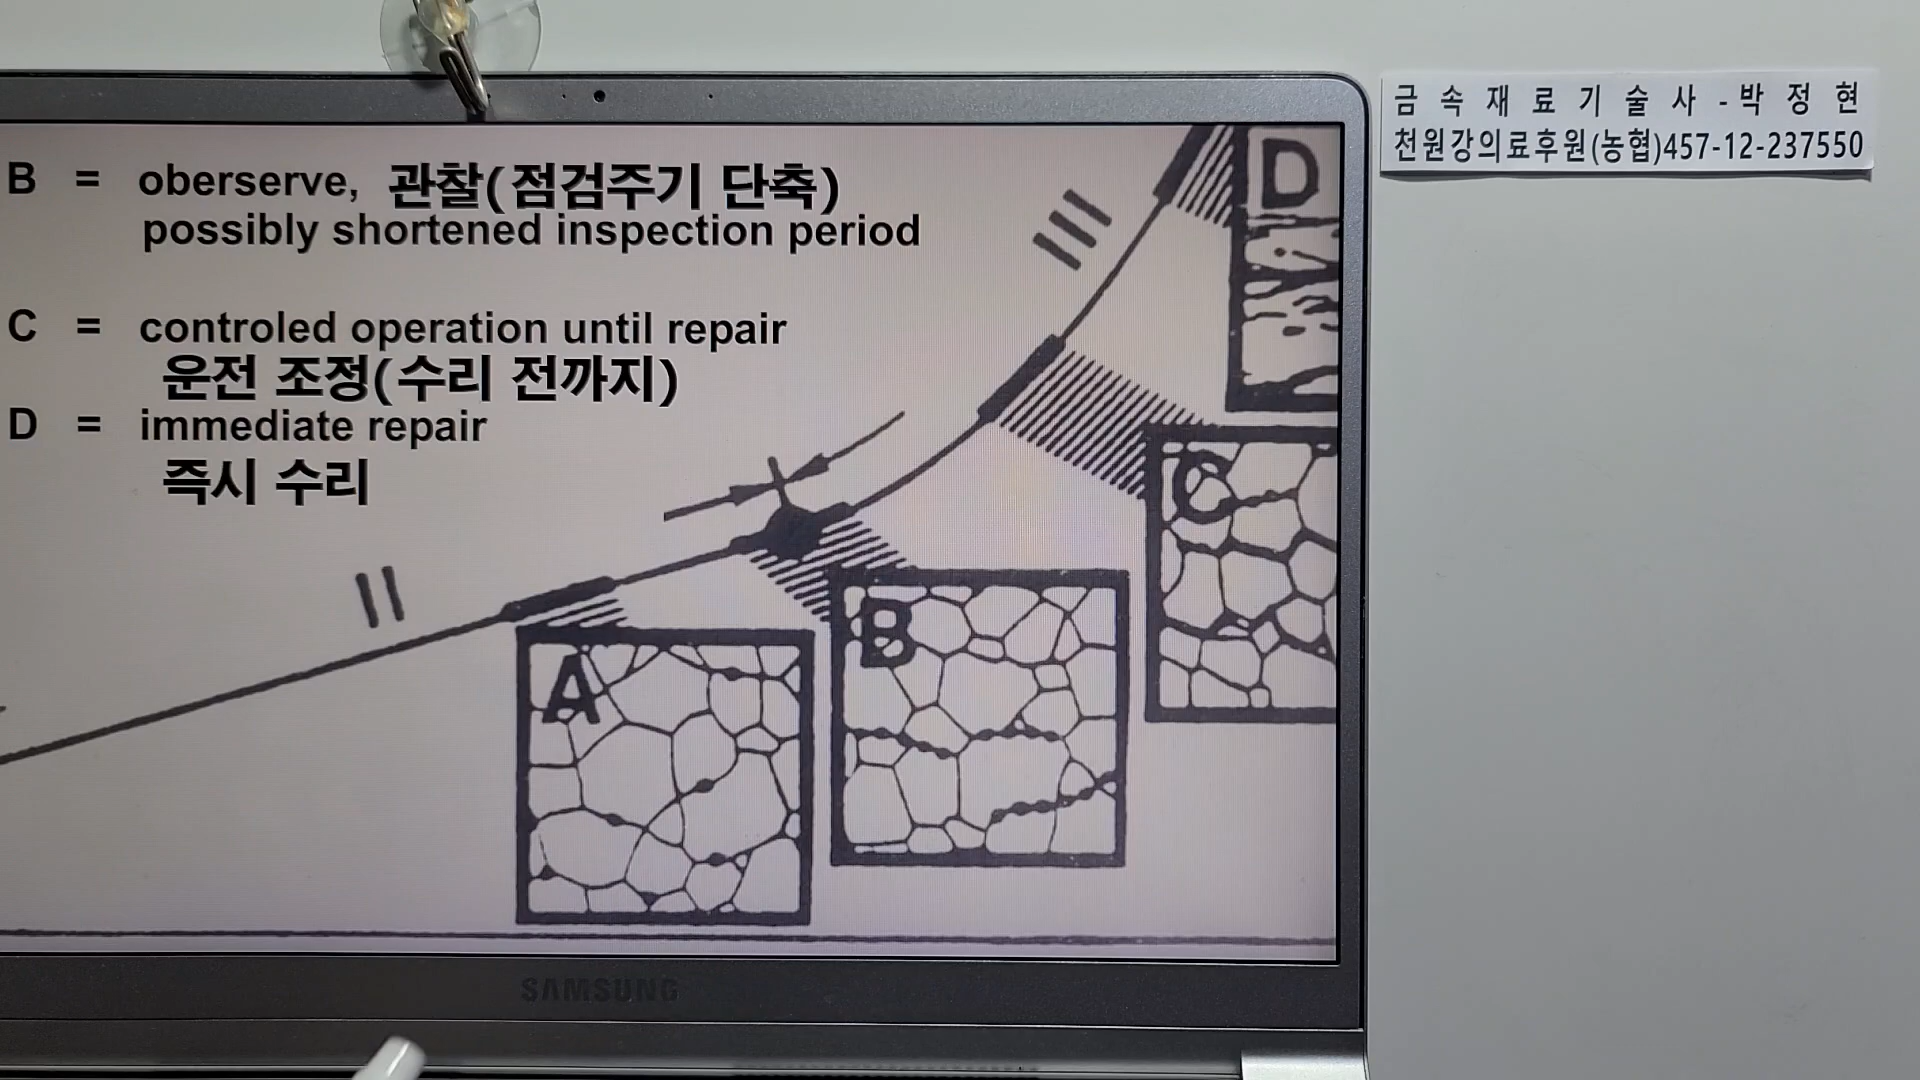 B = oberserve, 관찰(점검주기 단축)
possibly shortened inspection period
C = controled operation until repair
운전 조정(수리 전까지)
D = immediate repair
즉시 수리
II
III
A
B
C
D
SAMSUNG
금 속 재 료 기 술 사 - 박 정 현
천원강의료후원(농협)457-12-237550